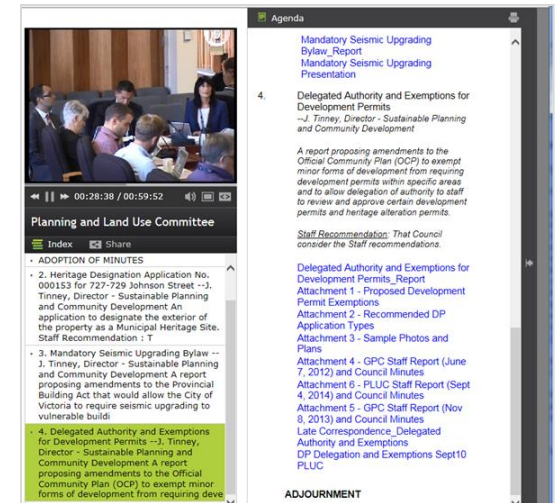 00:28:38 / 00:59:52
Planning and Land Use Committee
Index
Share
ADOPTION OF MINUTES
2. Heritage Designation Application No.
000153 for 727-729 Johnson Street --J.
Tinney, Director - Sustainable Planning
and Community Development An
application to designate the exterior of
the property as a Municipal Heritage Site.
Staff Recommendation : T
3. Mandatory Seismic Upgrading Bylaw --
J. Tinney, Director - Sustainable Planning
and Community Development A report
proposing amendments to the Provincial
Building Act that would allow the City of
Victoria to require seismic upgrading to
vulnerable buildi
4. Delegated Authority and Exemptions
for Development Permits --J. Tinney,
Director - Sustainable Planning and
Community Development A report
proposing amendments to the Official
Community Plan (OCP) to exempt minor
forms of development from requiring deve
Agenda
Mandatory Seismic Upgrading
Bylaw_Report
Mandatory Seismic Upgrading
Presentation
4.
Delegated Authority and Exemptions for
Development Permits
--J. Tinney, Director - Sustainable Planning
and Community Development
A report proposing amendments to the
Official Community Plan (OCP) to exempt
minor forms of development from requiring
development permits within specific areas
and to allow delegation of authority to staff
to review and approve certain development
permits and heritage alteration permits.
Staff Recommendation: That Council
consider the Staff recommendations.
Delegated Authority and Exemptions for
Development Permits_Report
Attachment 1 - Proposed Development
Permit Exemptions
Attachment 2 - Recommended DP
Application Types
Attachment 3 - Sample Photos and
Plans
Attachment 4 - GPC Staff Report (June
7, 2012) and Council Minutes
Attachment 6 - PLUC Staff Report (Sept
4, 2014) and Council Minutes
Attachment 5 - GPC Staff Report (Nov
8, 2013) and Council Minutes
Late Correspondence_Delegated
Authority and Exemptions
DP Delegation and Exemptions Sept10
PLUC
ADJOURNMENT